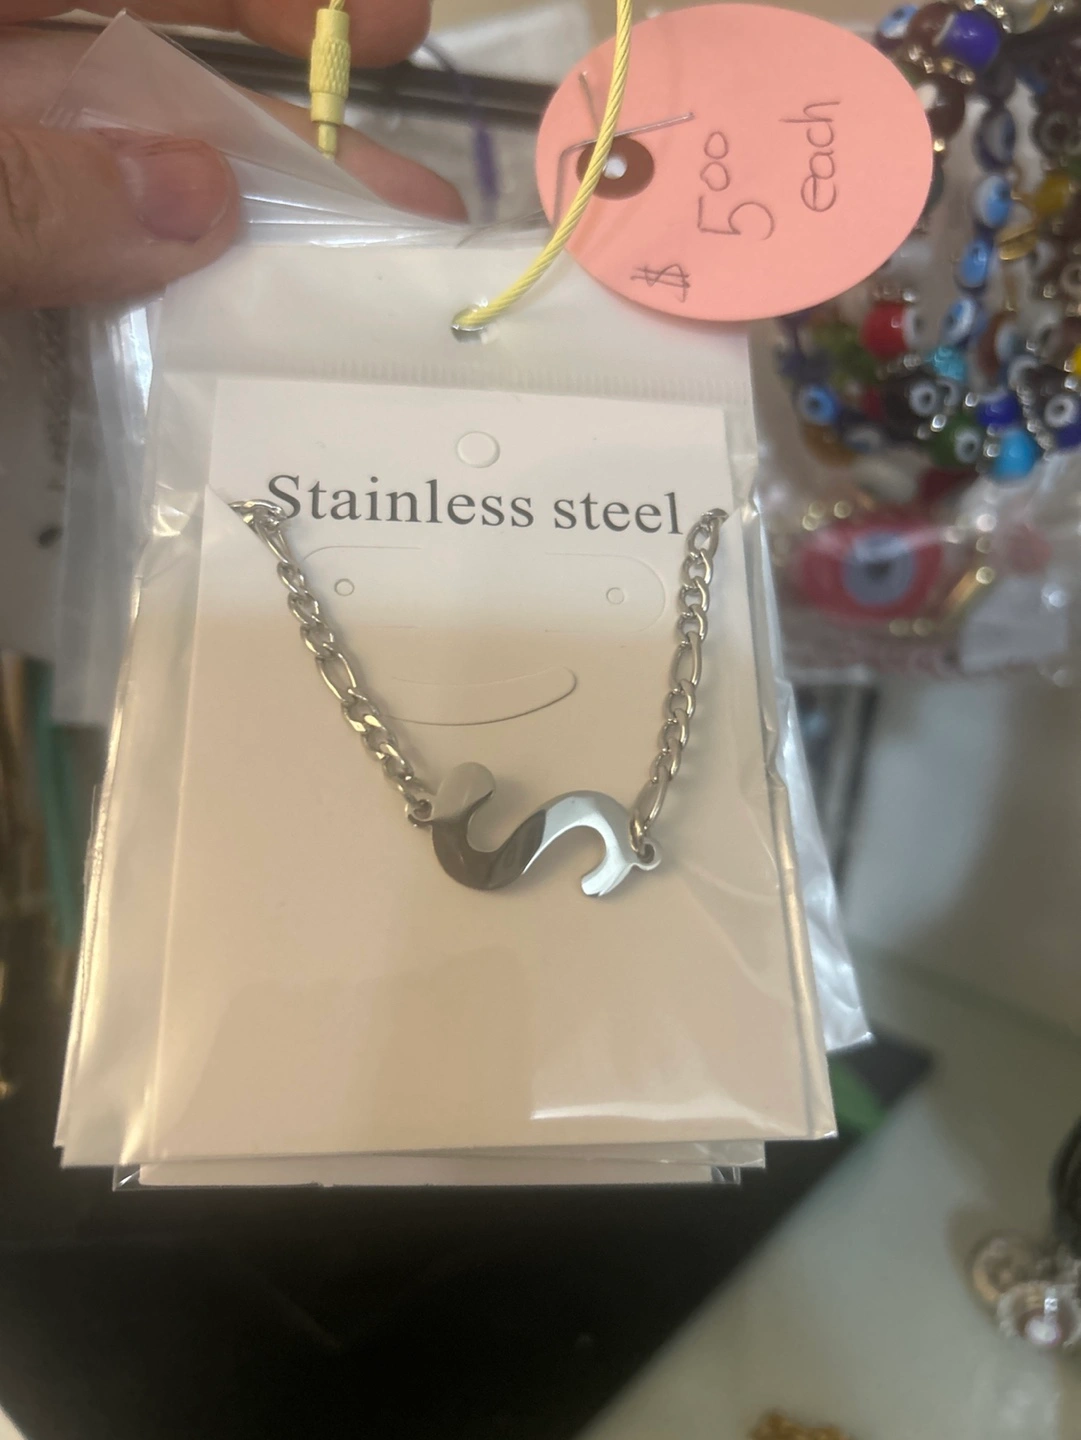 $ 5.00
each
Stainless steel